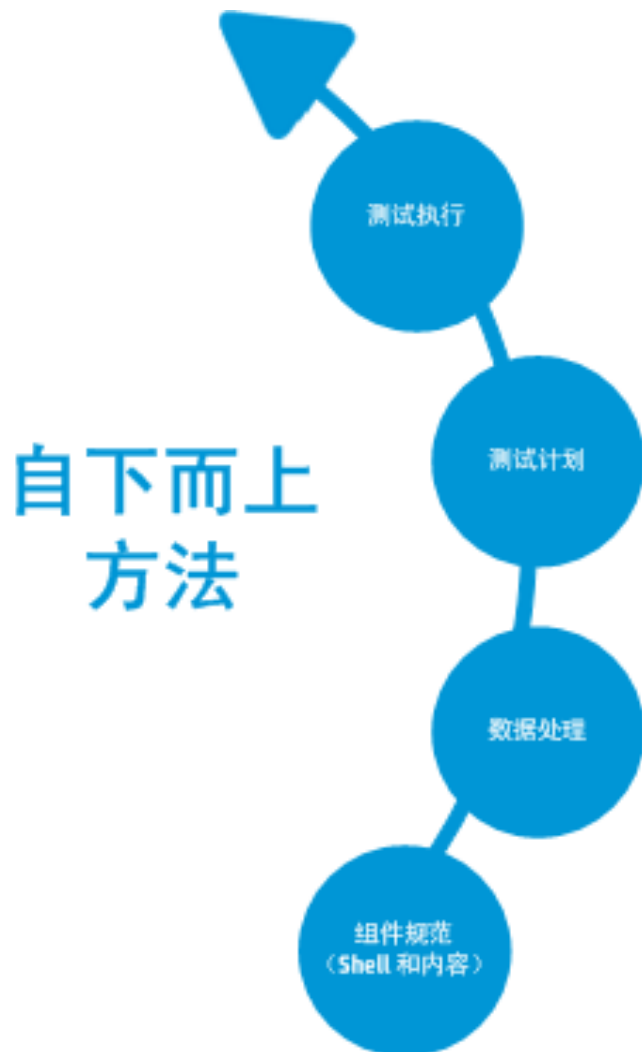 测试执行
测试计划
自下而上
方法
数据处理
组件规范
（Shell 和内容）